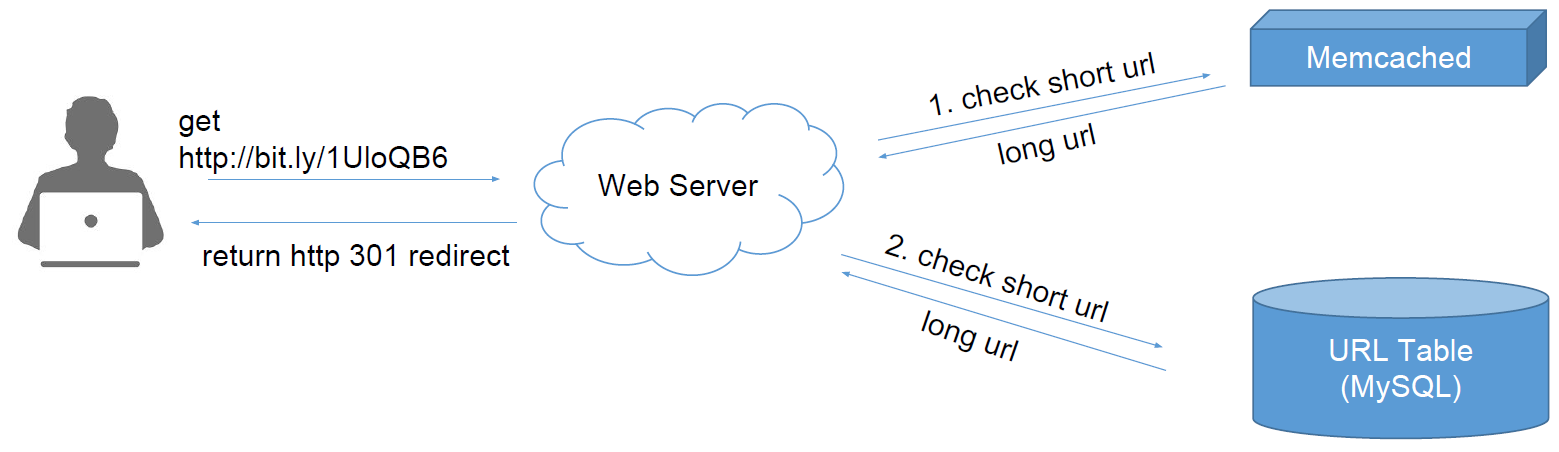 get
http://bit.ly/1UIoQB6
return http 301 redirect
Web Server
1. check short url
long url
2. check short url
long url
Memcached
URL Table
(MySQL)